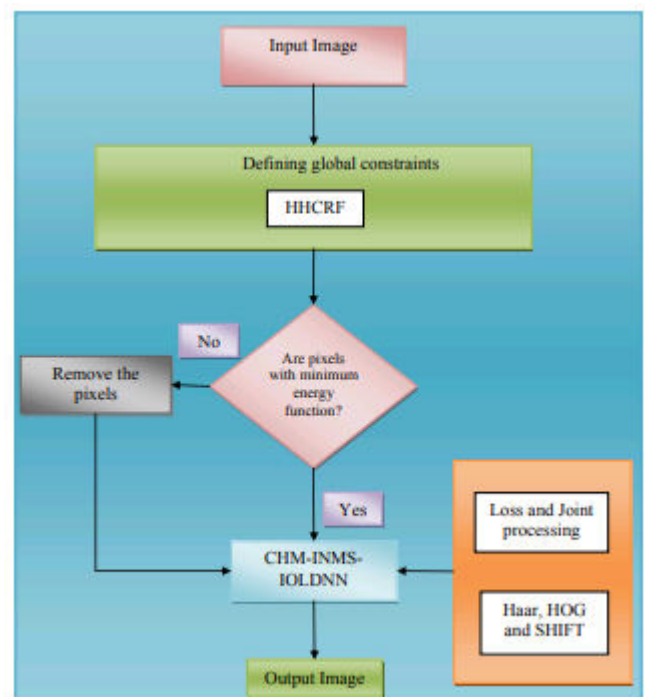 Input Image
Defining global constraints
HHCRF
No
Are pixels
with minimum
energy
function?
Remove the
pixels
Yes
Loss and Joint
processing
CHM-INMS-
IOLDNN
Haar, HOG
and SHIFT
Output Image